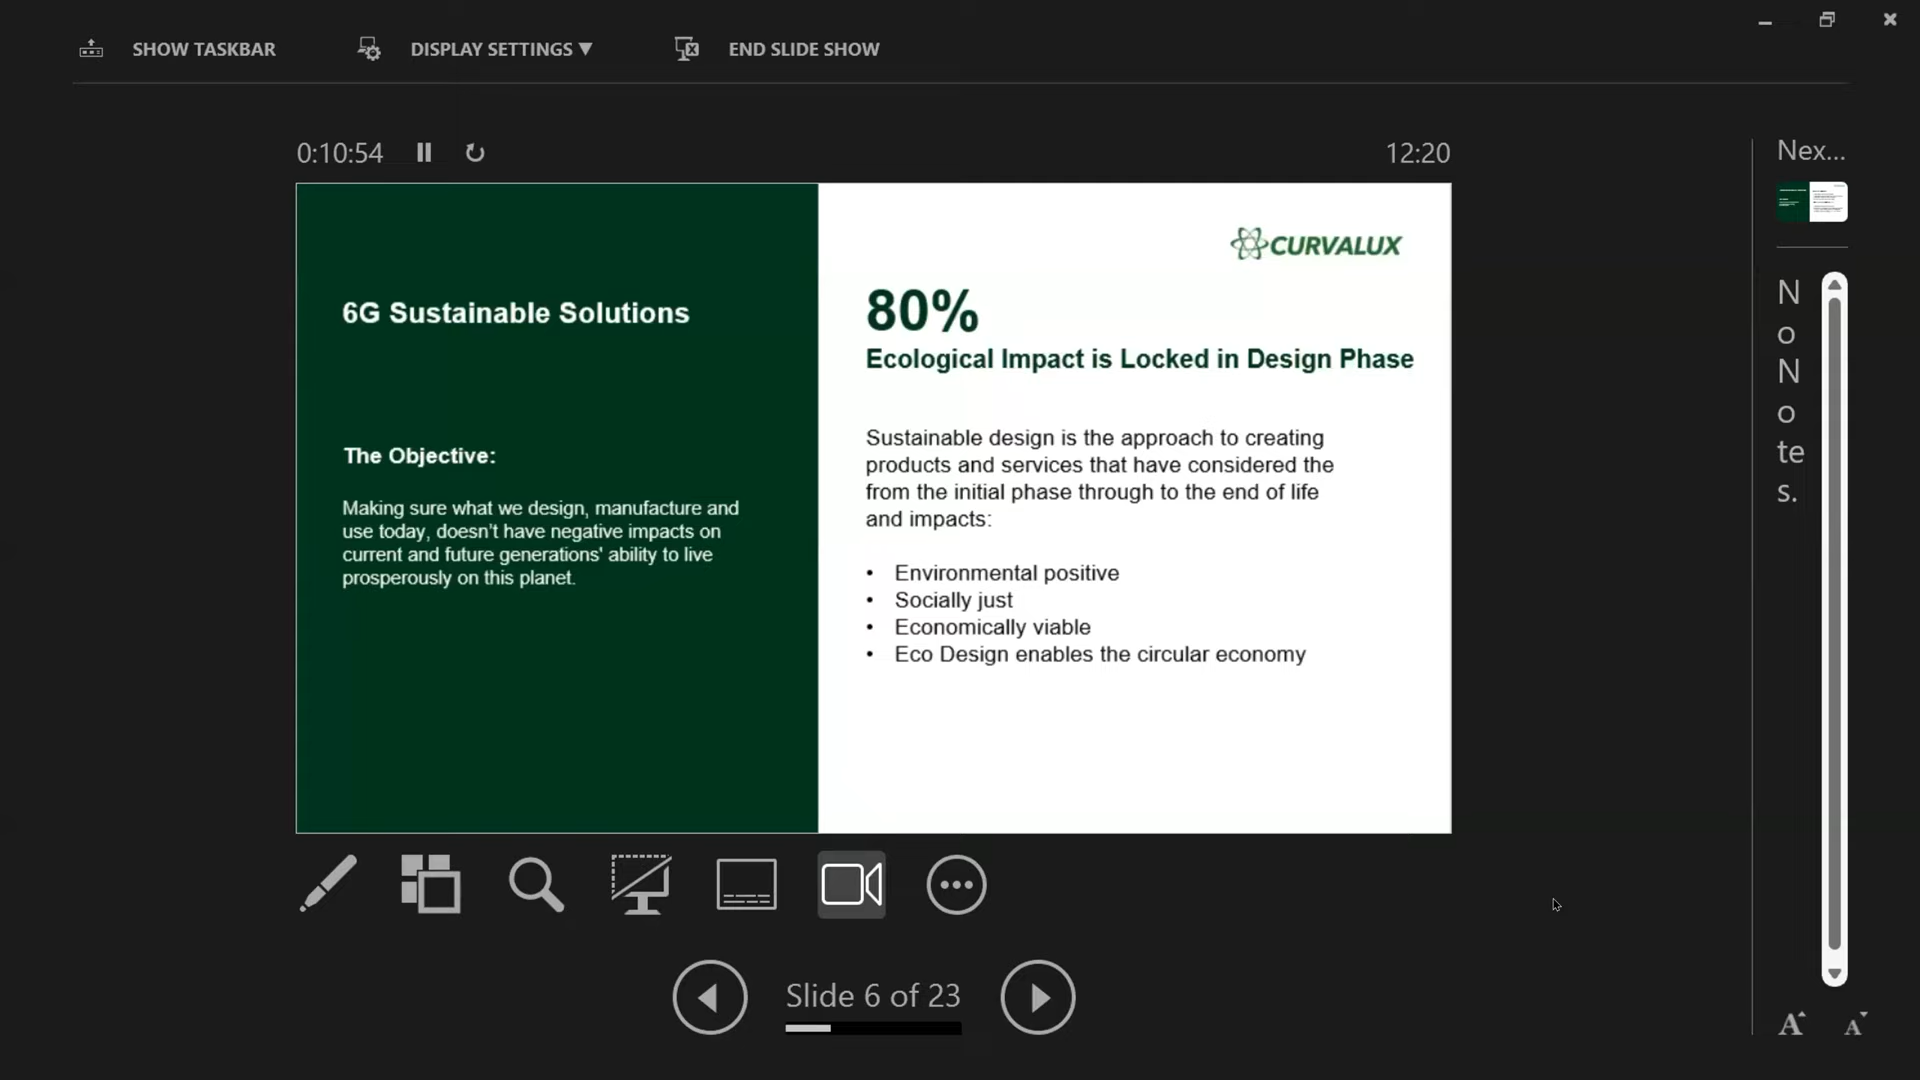 SHOW TASKBAR
DISPLAY SETTINGS ▼
END SLIDE SHOW
0:10:54
12:20
Nex...
6G Sustainable Solutions
The Objective:
Making sure what we design, manufacture and
use today, doesn't have negative impacts on
current and future generations' ability to live
prosperously on this planet.
CURVALUX
80%
Ecological Impact is Locked in Design Phase
Sustainable design is the approach to creating
products and services that have considered the
from the initial phase through to the end of life
and impacts:
• Environmental positive
• Socially just
• Economically viable
• Eco Design enables the circular economy
N
o
N
o
te
s.
Slide 6 of 23
A
A